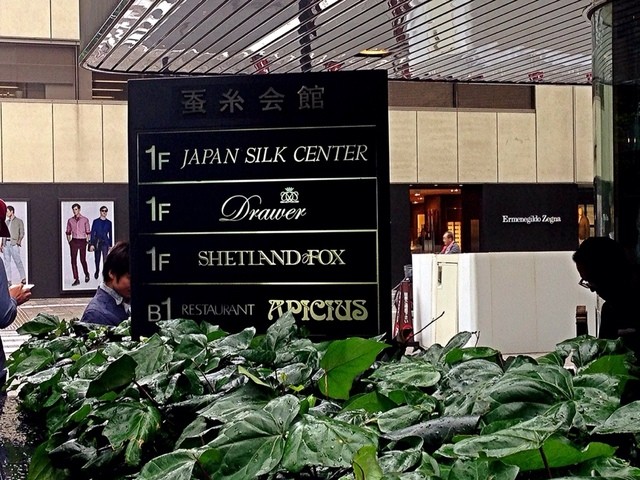 蚕糸会館
1F JAPAN SILK CENTER
1F Drawer
1F SHETLAND&FOX
B1 RESTAURANT APICIUS
Ermenegildo Zegna